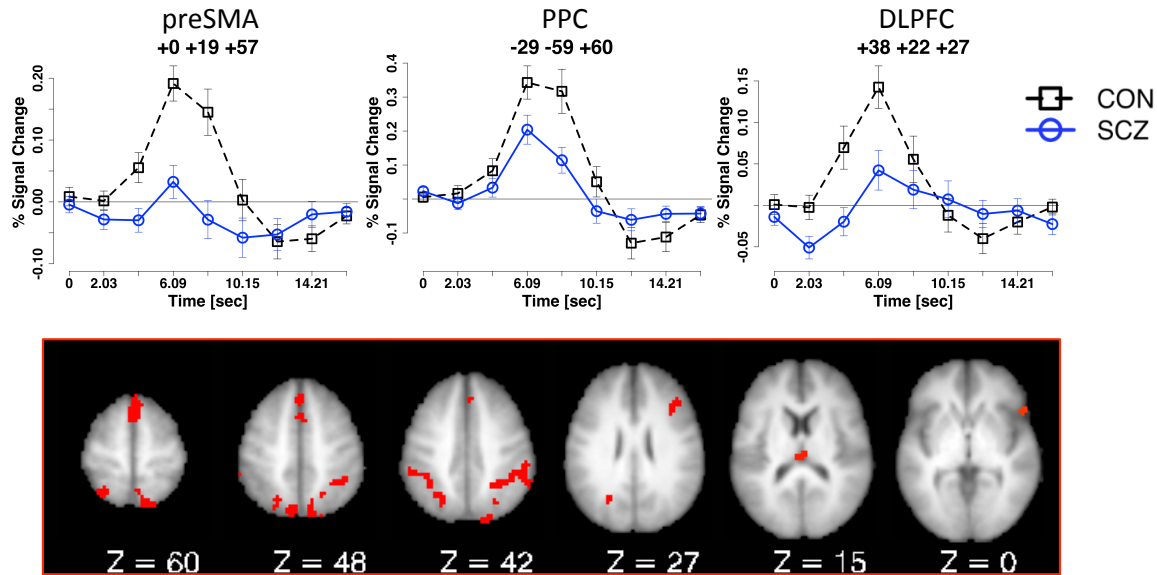 preSMA
+0 +19 +57
% Signal Change
0.20
0.10
0.00
-0.10
0 2.03 6.09 10.15 14.21
Time [sec]
PPC
-29 -59 +60
% Signal Change
0.4
0.3
0.2
0.1
-0.1
0 2.03 6.09 10.15 14.21
Time [sec]
DLPFC
+38 +22 +27
% Signal Change
0.15
0.10
0.05
0.00
-0.05
0 2.03 6.09 10.15 14.21
Time [sec]
CON
SCZ
Z = 60 Z = 48 Z = 42 Z = 27 Z = 15 Z = 0